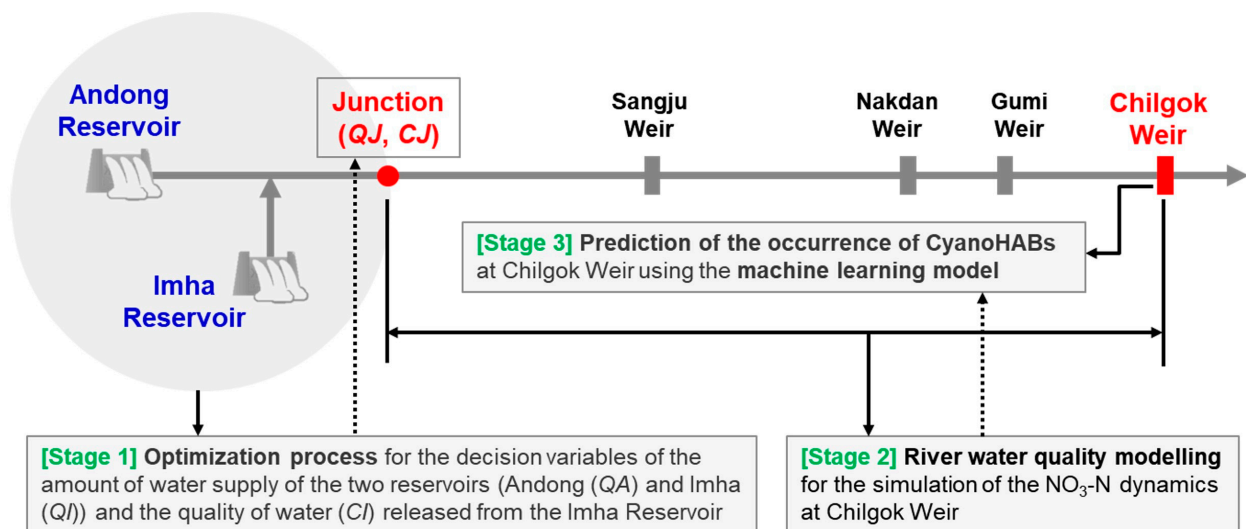 Andong
Reservoir
Junction
(QJ, CJ)
Sangju
Weir
Nakdan
Weir
Gumi
Weir
Chilgok
Weir
Imha
Reservoir
[Stage 3] Prediction of the occurrence of CyanoHABs
at Chilgok Weir using the machine learning model
[Stage 1] Optimization process for the decision variables of the
amount of water supply of the two reservoirs (Andong (QA) and Imha
(QI)) and the quality of water (CI) released from the Imha Reservoir
[Stage 2] River water quality modelling
for the simulation of the NO₃-N dynamics
at Chilgok Weir